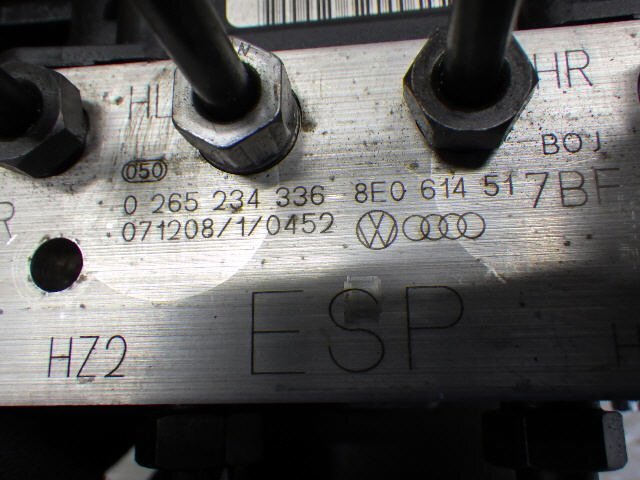 HL HR
BOJ
050
0 265 234 336 8E0 614 517BF
071208/1/0452
R
HZ2 ESP H